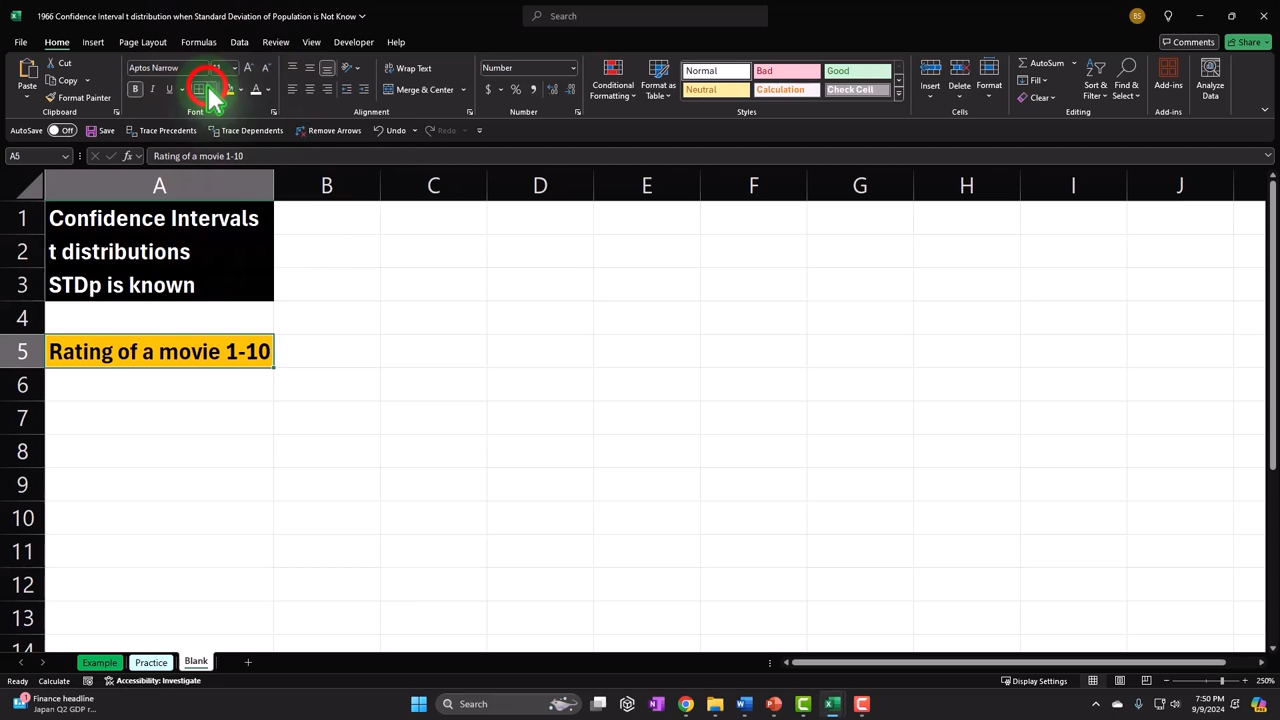 1966 Confidence Interval t distribution when Standard Deviation of Population is Not Know
Search
BS
File Home Insert Page Layout Formulas Data Review View Developer Help
Comments Share
Paste
Cut
Copy
Format Painter
Clipboard
Aptos Narrow 11
Font
Wrap Text
Merge & Center
Alignment
Number
Number
Conditional Formatting
Format as Table
Normal Bad Good
Neutral Calculation Check Cell
Styles
Insert Delete Format
Cells
AutoSum
Fill
Clear
Sort & Filter
Find & Select
Editing
Add-ins
Add-ins
Analyze Data
AutoSave Off Save Trace Precedents Trace Dependents Remove Arrows Undo Redo
A5 fx Rating of a movie 1-10
A B C D E F G H I J
1 Confidence Intervals
2 t distributions
3 STDp is known
4
5 Rating of a movie 1-10
6
7
8
9
10
11
12
13
14
Example Practice Blank
Ready Calculate Accessibility: Investigate Display Settings 250%
Finance headline
Japan Q2 GDP r...
Search
7:50 PM
9/9/2024